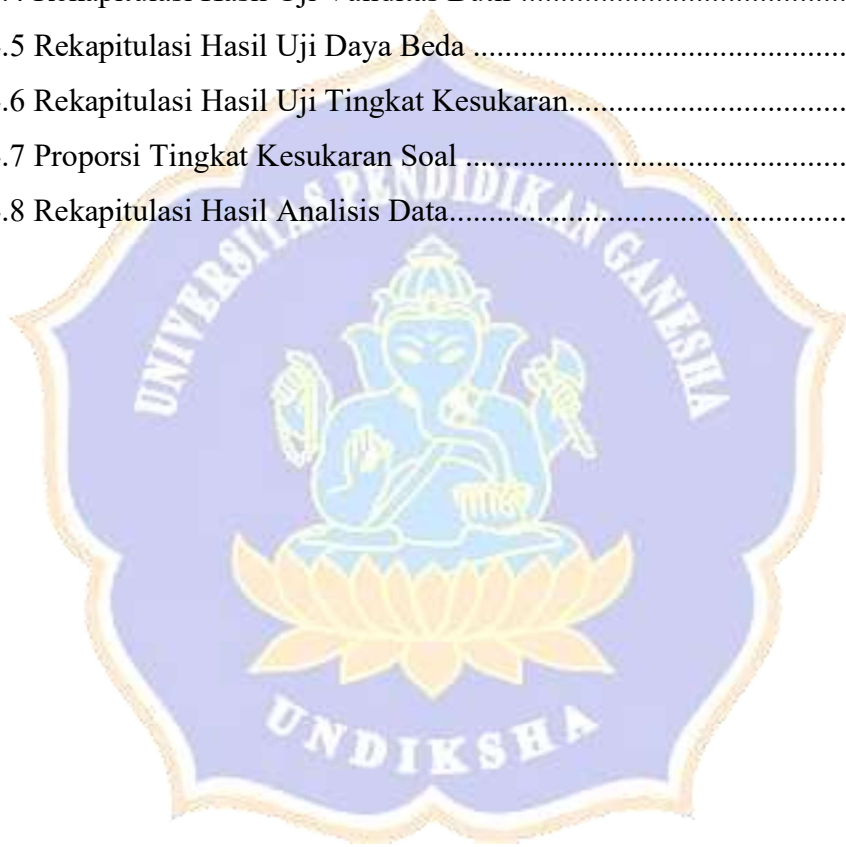 .5 Rekapitulasi Hasil Uji Daya Beda ................................................
.6 Rekapitulasi Hasil Uji Tingkat Kesukaran...................................
.7 Proporsi Tingkat Kesukaran Soal ................................................
.8 Rekapitulasi Hasil Analisis Data...................................................
UNIVERSITAS PENDIDIKAN GANESHA
UNDIKSHA